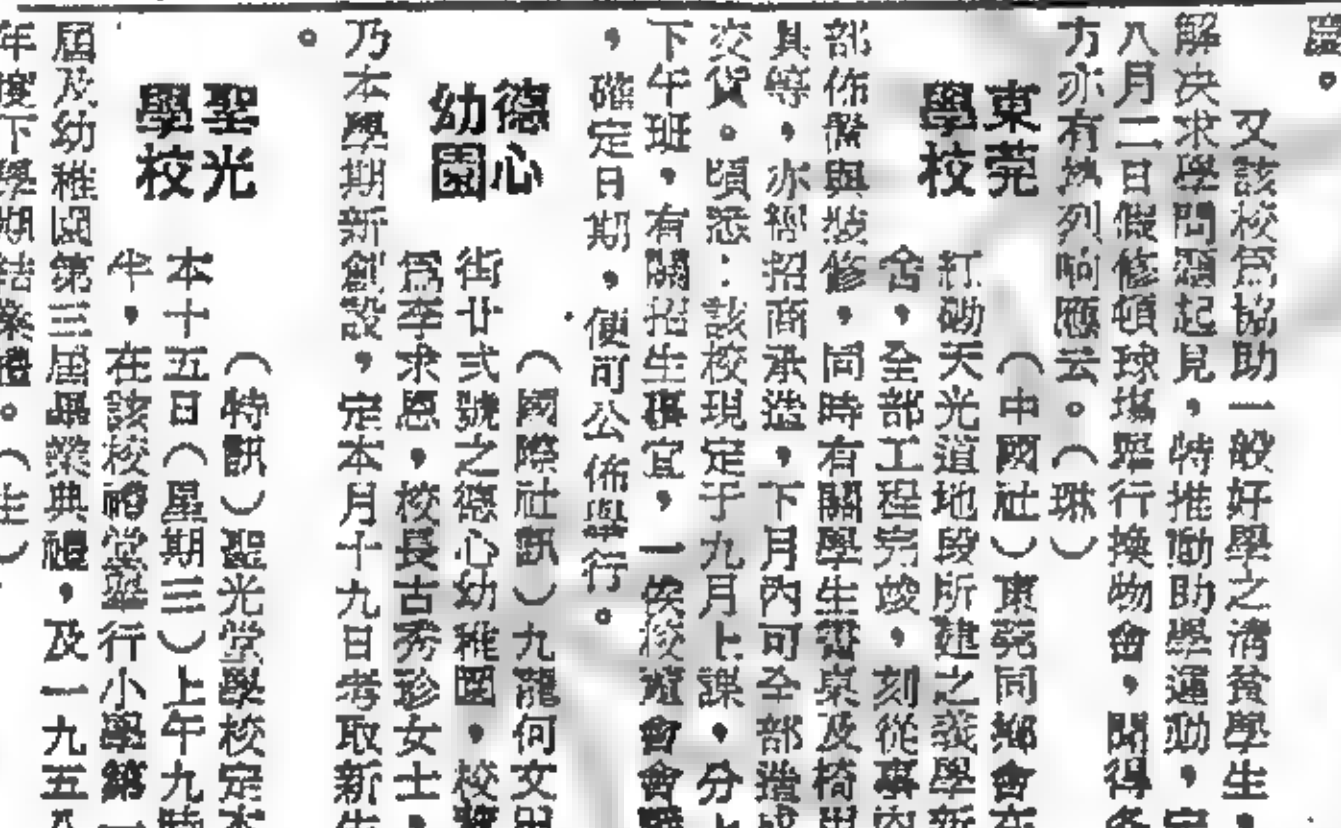 慶。
又該校爲協助一般好學之清貧學生，
解决求學問題起見，特推動助學運動，定
八月二日假修頓球塲舉行換物會，聞得各
方亦有熱列响應云。（琳）
東莞
學校
（中國社）東莞同鄉會在
紅磡天光道地段所建之義學新
舍，全部工程完竣，刻從事內
部佈置與裝修，同時有關學生書桌及椅
具等，亦經招商承造，下月內可全部造成
交貨。頃悉：該校現定于九月上課，分上
下午班，有關招生事宜，一俟校董會會
，確定日期，便可公佈舉行。
德心
幼園
（國際社訊）九龍何文田
街廿弍號之德心幼稚園，校
爲李求恩，校長古秀珍女士，
乃本學期新創設，定本月十九日考取新生
。
聖光
學校
（特訊）聖光堂學校定本
本十五日（星期三）上午九時
半，在該校禮堂舉行小學第一
屆及幼稚園第三屆畢業典禮，及一九五
年度下學期結業禮。（生）